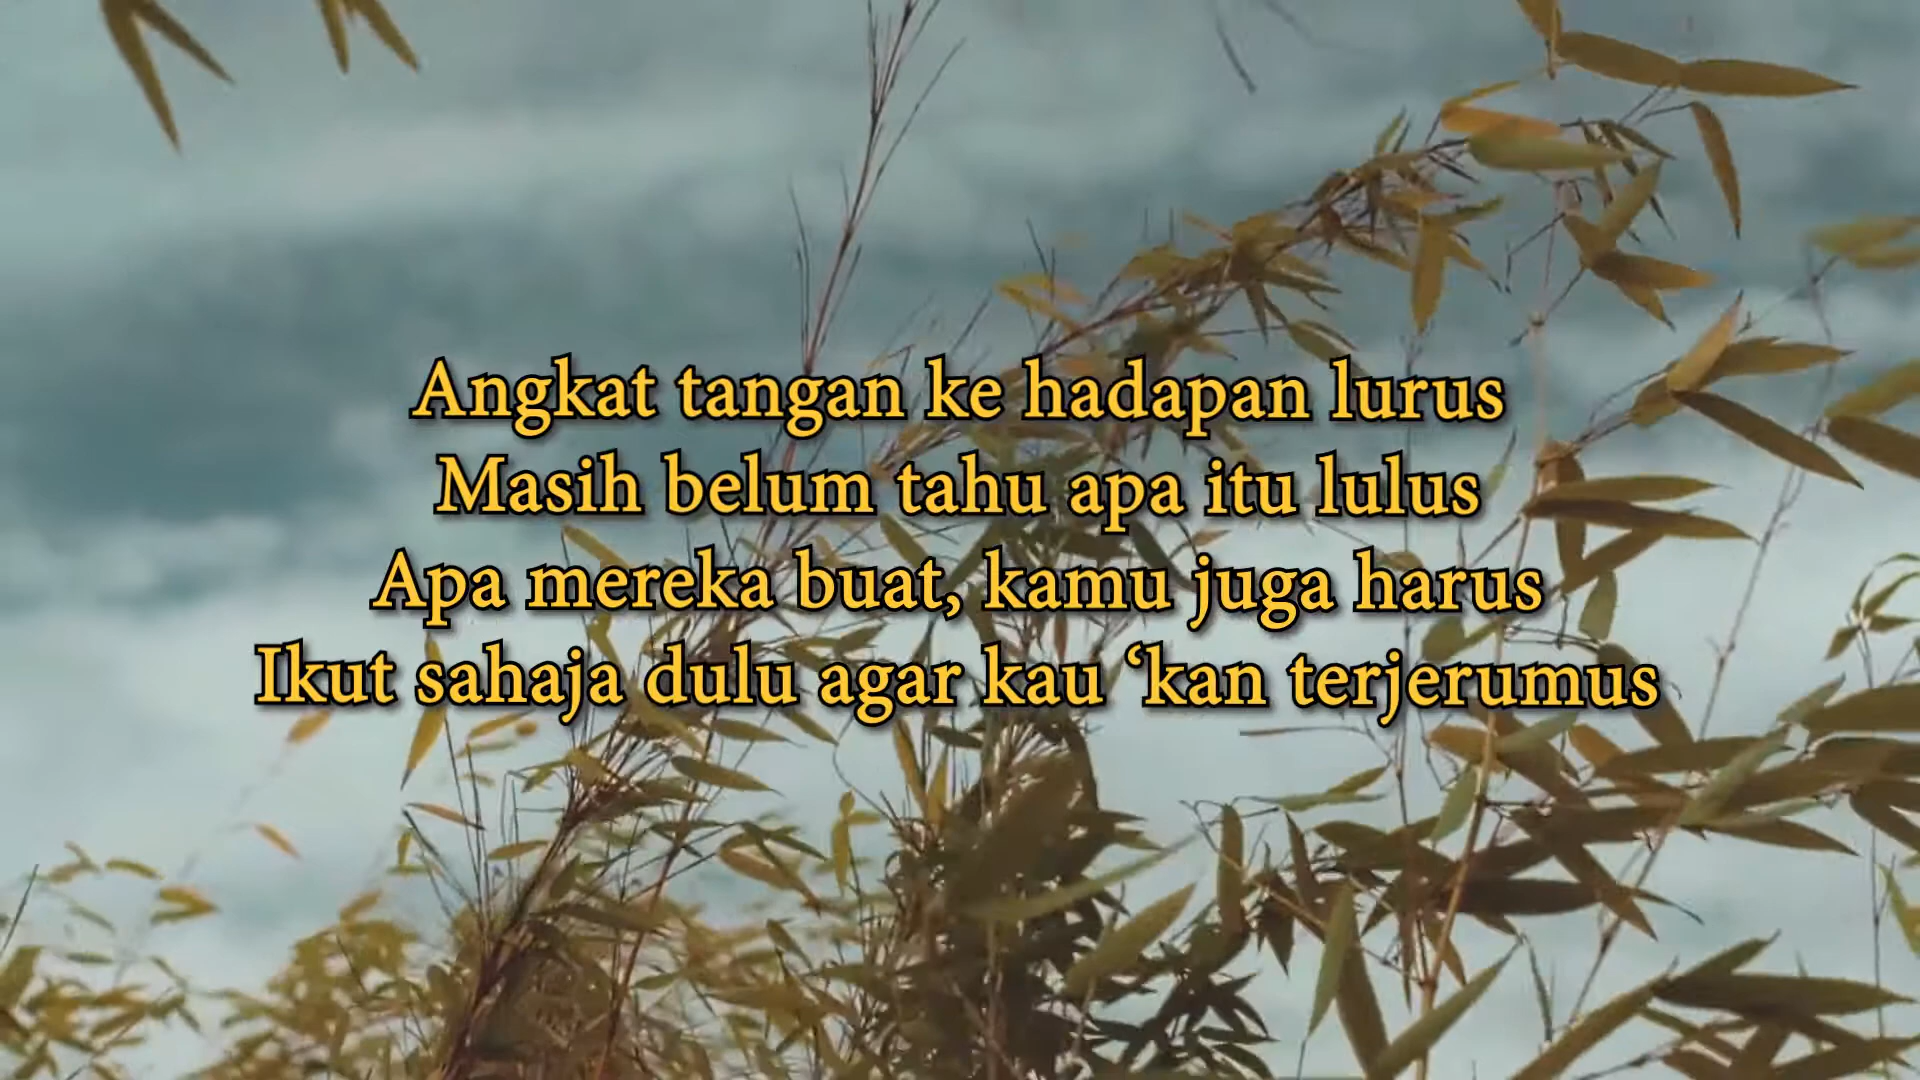 Angkat tangan ke hadapan lurus
Masih belum tahu apa itu lulus
Apa mereka buat, kamu juga harus
Ikut sahaja dulu agar kau ‘kan terjerumus